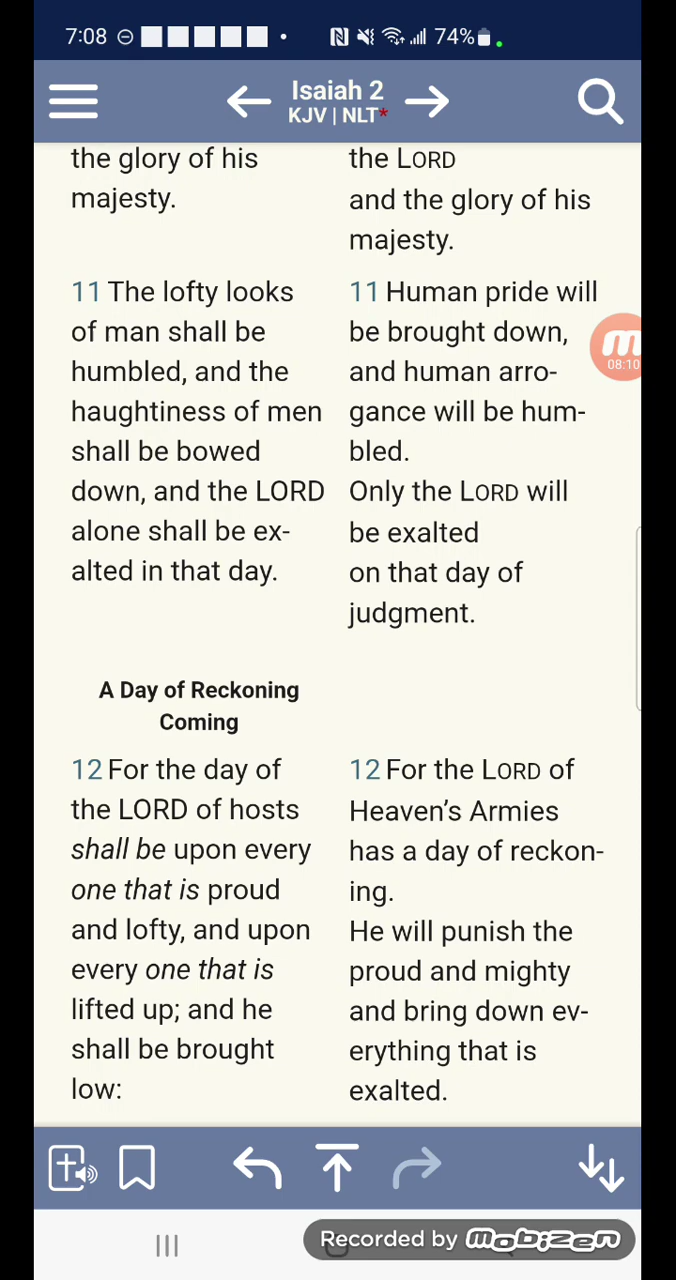 7:08 74%
Isaiah 2
KJV | NLT*
the glory of his
majesty.
11 The lofty looks
of man shall be
humbled, and the
haughtiness of men
shall be bowed
down, and the LORD
alone shall be ex-
alted in that day.
A Day of Reckoning
Coming
12 For the day of
the LORD of hosts
shall be upon every
one that is proud
and lofty, and upon
every one that is
lifted up; and he
shall be brought
low:
the LORD
and the glory of his
majesty.
11 Human pride will
be brought down,
and human arro-
gance will be hum-
bled.
Only the LORD will
be exalted
on that day of
judgment.
12 For the LORD of
Heaven's Armies
has a day of reckon-
ing.
He will punish the
proud and mighty
and bring down ev-
erything that is
exalted.
m
08:10
Recorded by mobizen